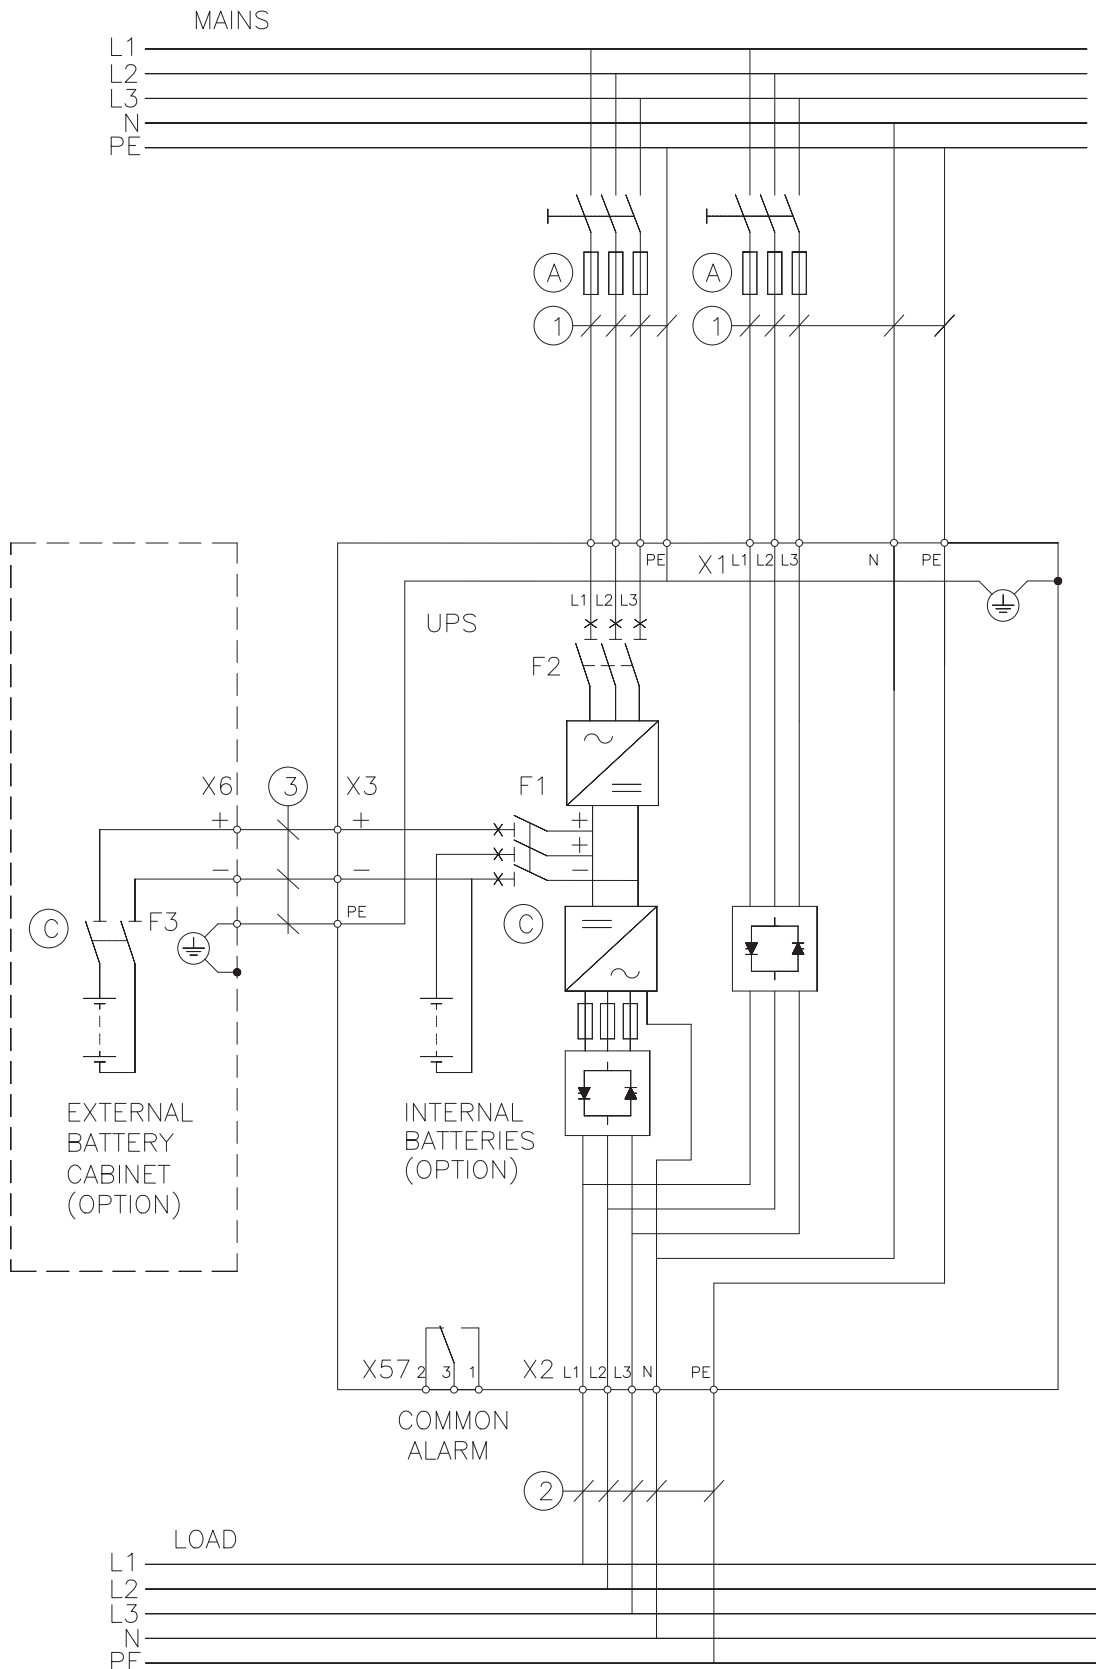 MAINS
L1
L2
L3
N
PE
A
A
1
1
PE
X1 L1 L2 L3
N
PE
L1 L2 L3
UPS
F2
X6
3
X3
F1
+
+
+
+
−
−
−
PE
C
F3
C
EXTERNAL
BATTERY
CABINET
(OPTION)
INTERNAL
BATTERIES
(OPTION)
X57 2 3 1
X2 L1 L2 L3 N
PE
COMMON
ALARM
2
LOAD
L1
L2
L3
N
PE